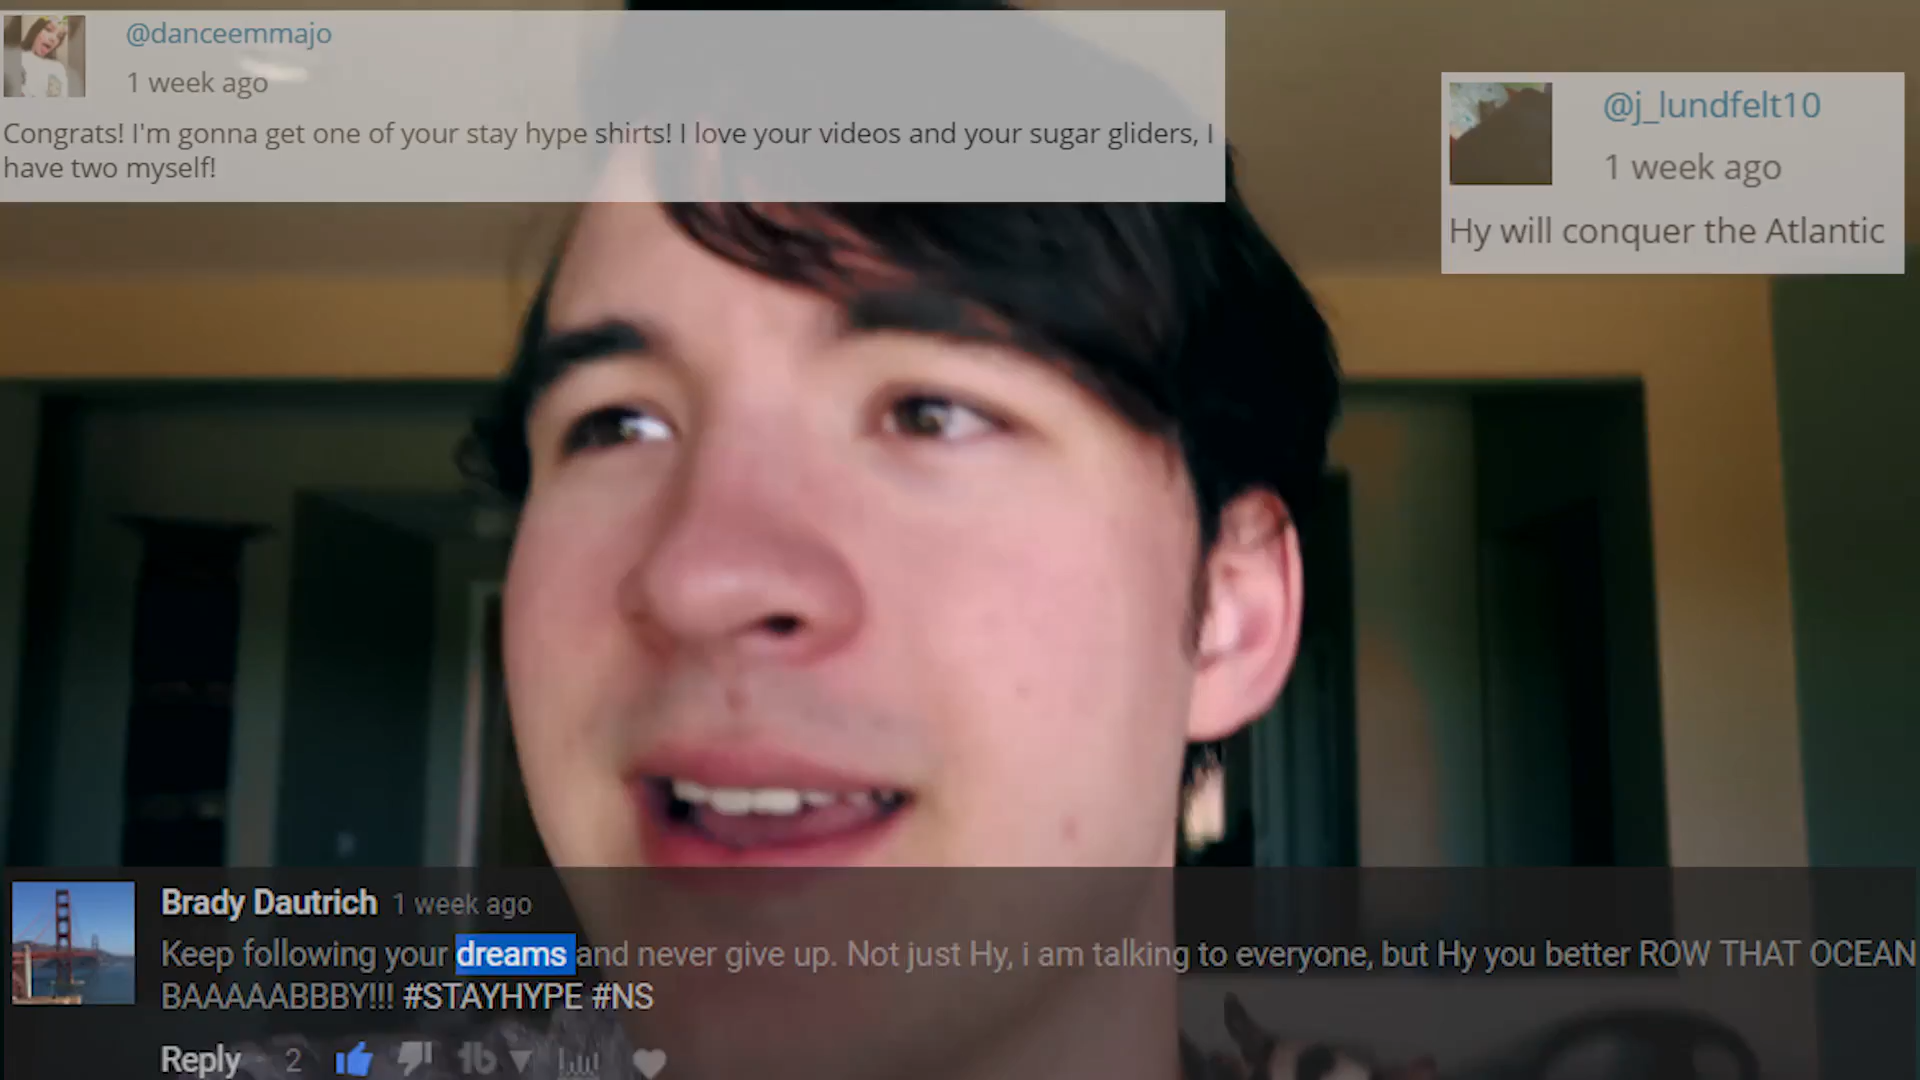 @danceemmajo
1 week ago
Congrats! I'm gonna get one of your stay hype shirts! I love your videos and your sugar gliders, I
have two myself!
@j_lundfelt10
1 week ago
Hy will conquer the Atlantic
Brady Dautrich 1 week ago
Keep following your dreams and never give up. Not just Hy, i am talking to everyone, but Hy you better ROW THAT OCEAN
BAAAAABBBY!!! #STAYHYPE #NS
Reply 2